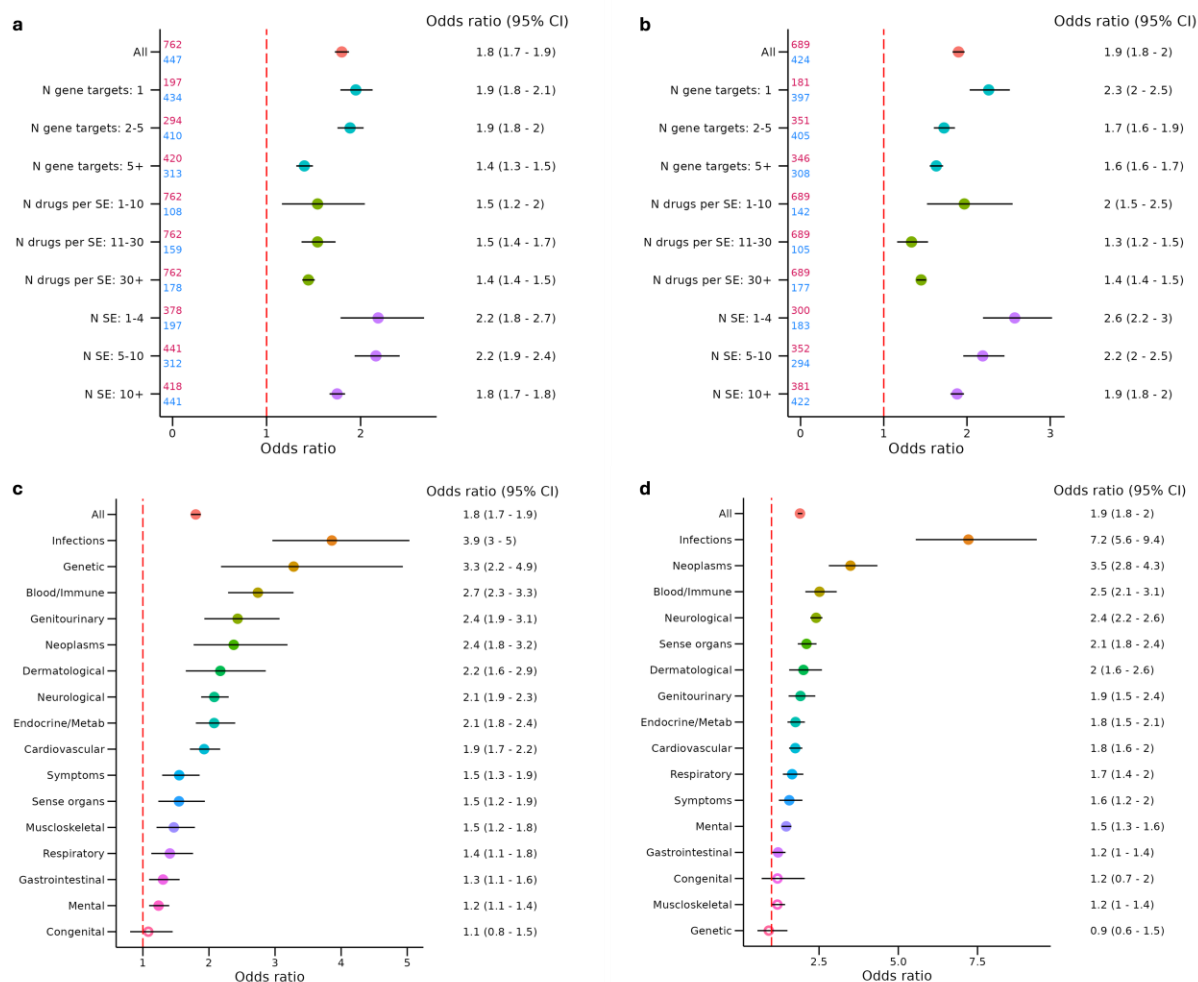 a
Odds ratio (95% CI)
All 762 1.8 (1.7 - 1.9)
447
N gene targets: 1 197 1.9 (1.8 - 2.1)
434
N gene targets: 2-5 294 1.9 (1.8 - 2)
410
N gene targets: 5+ 420 1.4 (1.3 - 1.5)
313
N drugs per SE: 1-10 762 1.5 (1.2 - 2)
108
N drugs per SE: 11-30 762 1.5 (1.4 - 1.7)
159
N drugs per SE: 30+ 762 1.4 (1.4 - 1.5)
178
N SE: 1-4 378 2.2 (1.8 - 2.7)
197
N SE: 5-10 441 2.2 (1.9 - 2.4)
312
N SE: 10+ 418 1.8 (1.7 - 1.8)
441
0 1 2
Odds ratio
b
Odds ratio (95% CI)
All 689 1.9 (1.8 - 2)
424
N gene targets: 1 181 2.3 (2 - 2.5)
397
N gene targets: 2-5 351 1.7 (1.6 - 1.9)
405
N gene targets: 5+ 346 1.6 (1.6 - 1.7)
308
N drugs per SE: 1-10 689 2 (1.5 - 2.5)
142
N drugs per SE: 11-30 689 1.3 (1.2 - 1.5)
105
N drugs per SE: 30+ 689 1.4 (1.4 - 1.5)
177
N SE: 1-4 300 2.6 (2.2 - 3)
183
N SE: 5-10 352 2.2 (2 - 2.5)
294
N SE: 10+ 381 1.9 (1.8 - 2)
422
0 1 2 3
Odds ratio
c
Odds ratio (95% CI)
All 1.8 (1.7 - 1.9)
Infections 3.9 (3 - 5)
Genetic 3.3 (2.2 - 4.9)
Blood/Immune 2.7 (2.3 - 3.3)
Genitourinary 2.4 (1.9 - 3.1)
Neoplasms 2.4 (1.8 - 3.2)
Dermatological 2.2 (1.6 - 2.9)
Neurological 2.1 (1.9 - 2.3)
Endocrine/Metab 2.1 (1.8 - 2.4)
Cardiovascular 1.9 (1.7 - 2.2)
Symptoms 1.5 (1.3 - 1.9)
Sense organs 1.5 (1.2 - 1.9)
Muscloskeletal 1.5 (1.2 - 1.8)
Respiratory 1.4 (1.1 - 1.8)
Gastrointestinal 1.3 (1.1 - 1.6)
Mental 1.2 (1.1 - 1.4)
Congenital 1.1 (0.8 - 1.5)
1 2 3 4 5
Odds ratio
d
Odds ratio (95% CI)
All 1.9 (1.8 - 2)
Infections 7.2 (5.6 - 9.4)
Neoplasms 3.5 (2.8 - 4.3)
Blood/Immune 2.5 (2.1 - 3.1)
Neurological 2.4 (2.2 - 2.6)
Sense organs 2.1 (1.8 - 2.4)
Dermatological 2 (1.6 - 2.6)
Genitourinary 1.9 (1.5 - 2.4)
Endocrine/Metab 1.8 (1.5 - 2.1)
Cardiovascular 1.8 (1.6 - 2)
Respiratory 1.7 (1.4 - 2)
Symptoms 1.6 (1.2 - 2)
Mental 1.5 (1.3 - 1.6)
Gastrointestinal 1.2 (1 - 1.4)
Congenital 1.2 (0.7 - 2)
Muscloskeletal 1.2 (1 - 1.4)
Genetic 0.9 (0.6 - 1.5)
2.5 5.0 7.5
Odds ratio